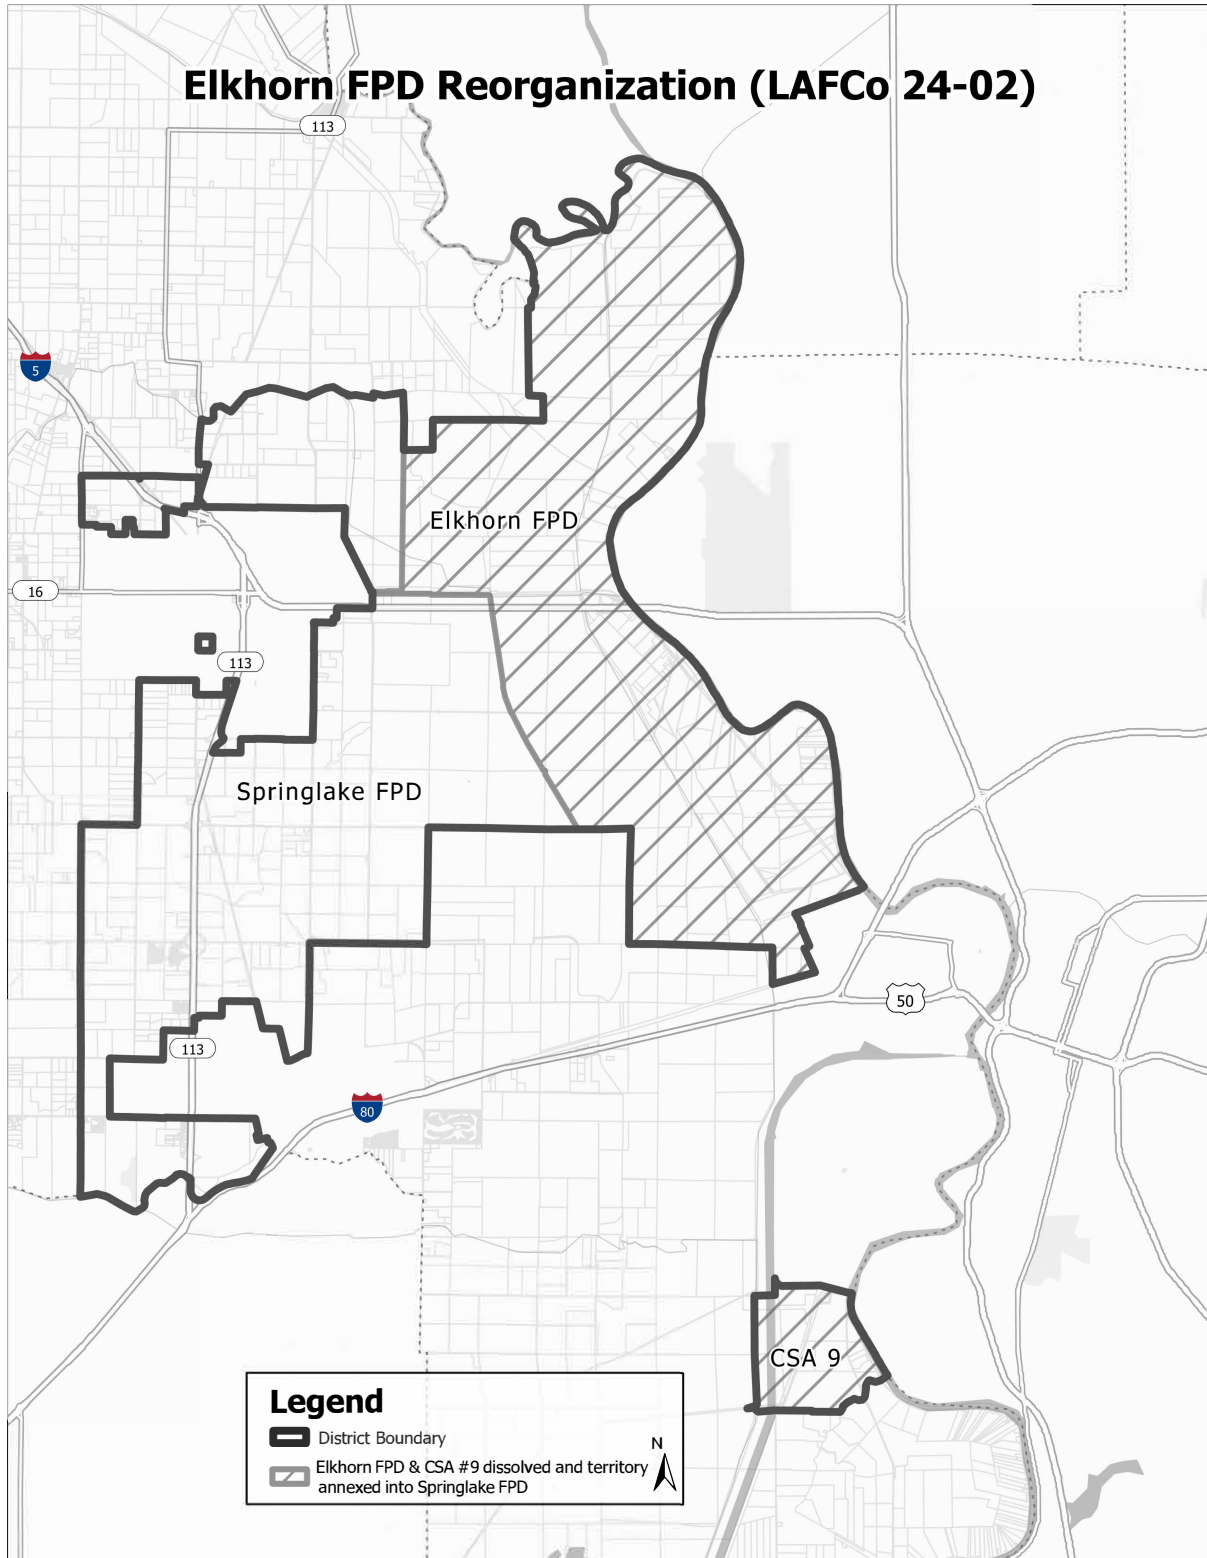 Elkhorn FPD Reorganization (LAFCo 24-02)
113
5
Elkhorn FPD
16
113
Springlake FPD
50
113
80
CSA 9
Legend
District Boundary
Elkhorn FPD & CSA #9 dissolved and territory
annexed into Springlake FPD
N